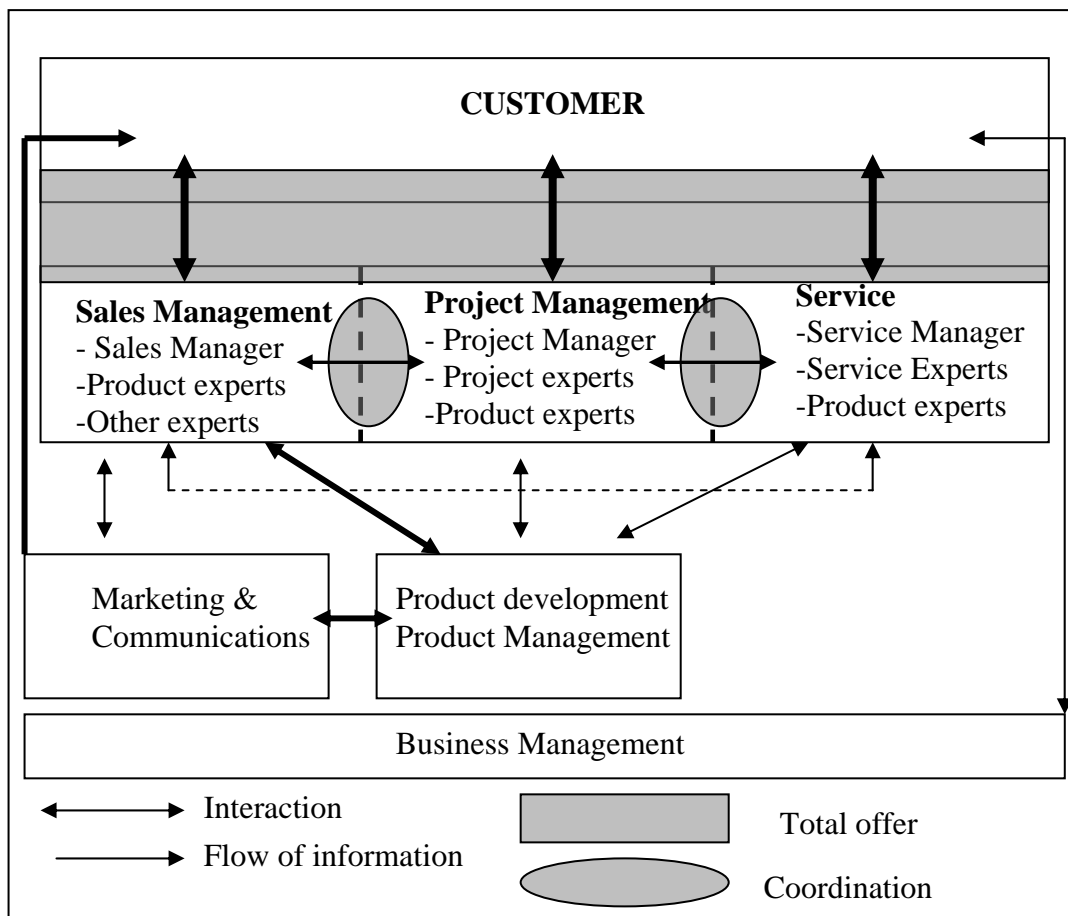 CUSTOMER
Sales Management
- Sales Manager
-Product experts
-Other experts
Project Management
- Project Manager
- Project experts
-Product experts
Service
-Service Manager
-Service Experts
-Product experts
Marketing &
Communications
Product development
Product Management
Business Management
Interaction
Flow of information
Total offer
Coordination